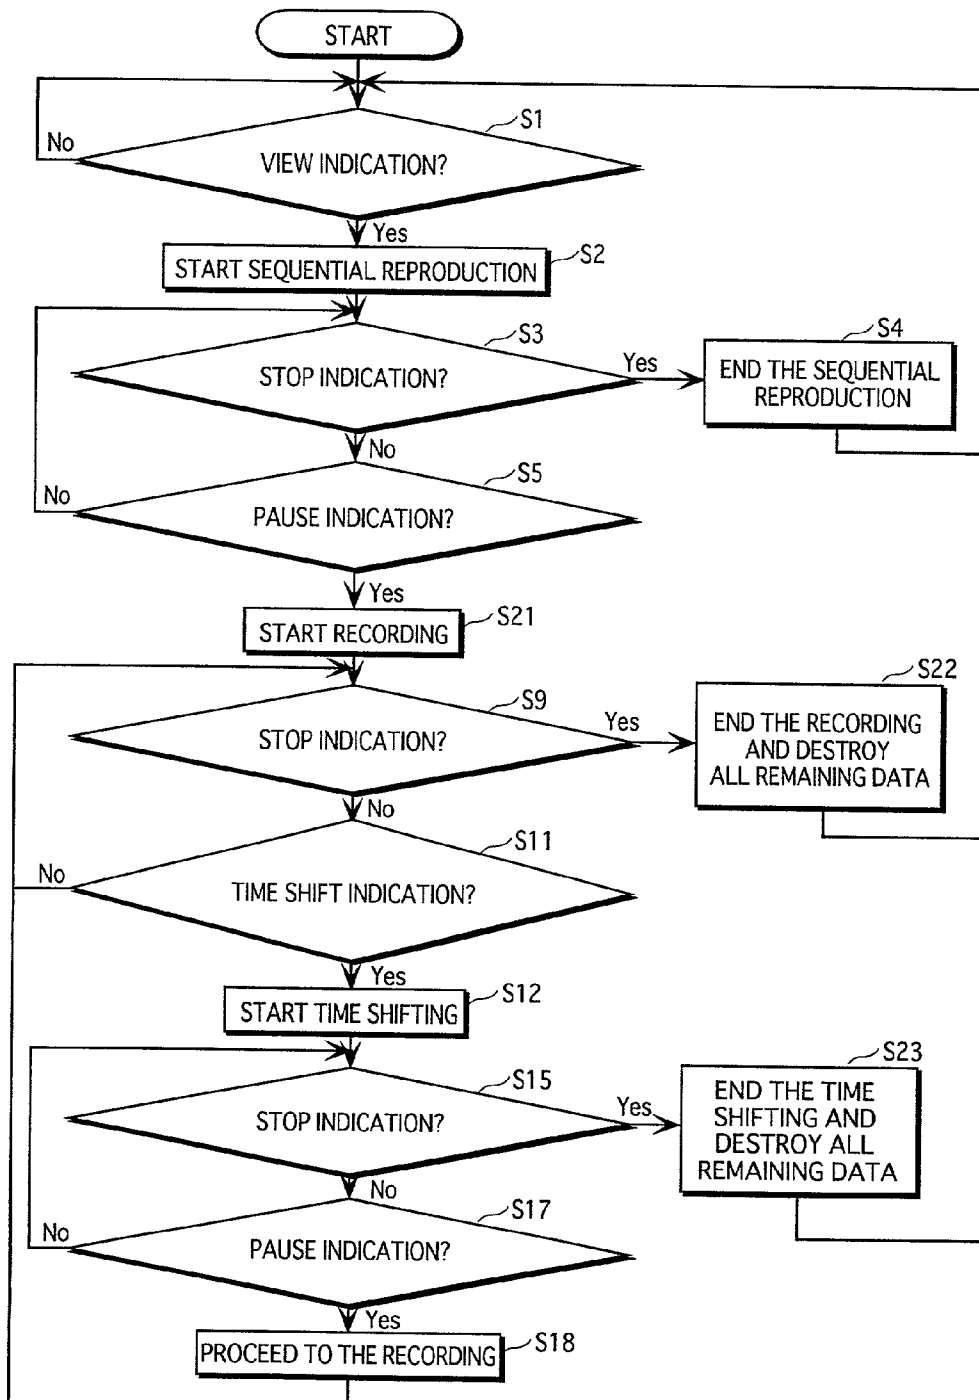 START
S1
No
VIEW INDICATION?
Yes
S2
START SEQUENTIAL REPRODUCTION
S3
STOP INDICATION?
Yes
S4
END THE SEQUENTIAL
REPRODUCTION
No
S5
No
PAUSE INDICATION?
Yes
S21
START RECORDING
S9
STOP INDICATION?
Yes
S22
END THE RECORDING
AND DESTROY
ALL REMAINING DATA
No
S11
No
TIME SHIFT INDICATION?
Yes
S12
START TIME SHIFTING
S15
STOP INDICATION?
Yes
S23
END THE TIME
SHIFTING AND
DESTROY ALL
REMAINING DATA
No
S17
No
PAUSE INDICATION?
Yes
S18
PROCEED TO THE RECORDING